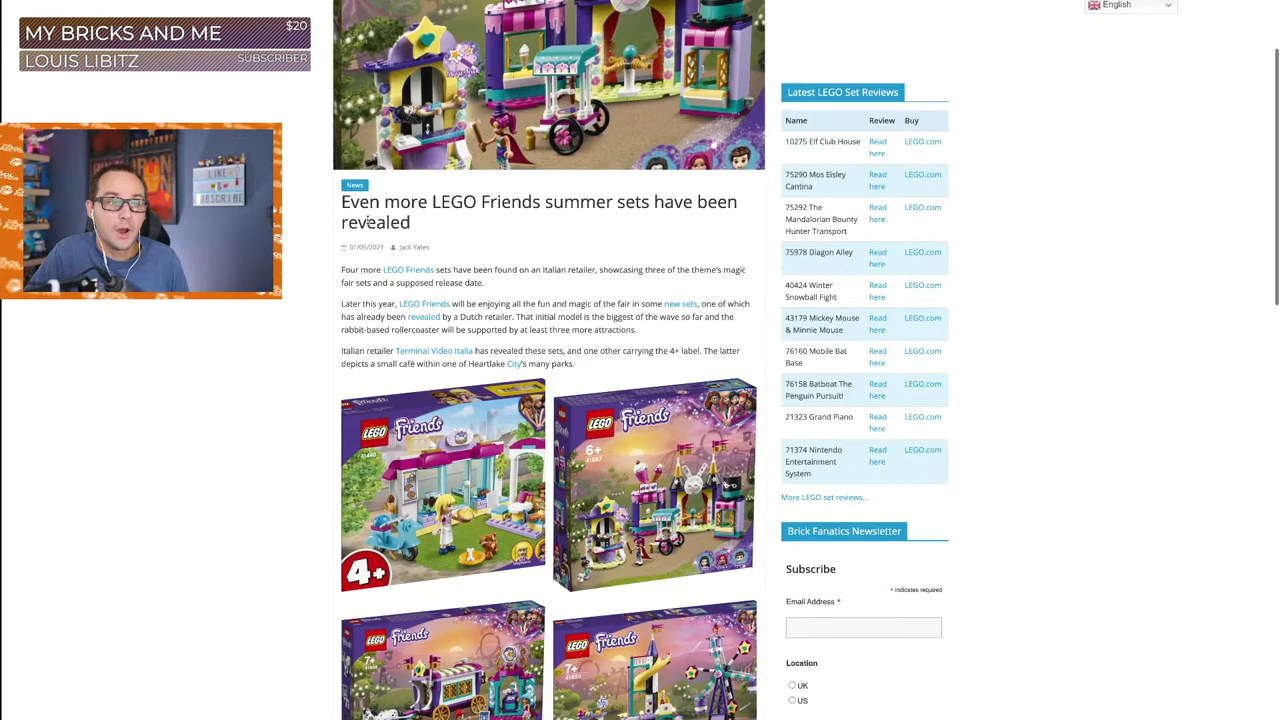 MY BRICKS AND ME
$20
LOUIS LIBITZ
SUBSCRIBER
LIKE
SUBSCRIBE
English
News
Even more LEGO Friends summer sets have been
revealed
01/05/2021 Jack Yates
Four more LEGO Friends sets have been found on an Italian retailer, showcasing three of the theme's magic
fair sets and a supposed release date.
Later this year, LEGO Friends will be enjoying all the fun and magic of the fair in some new sets, one of which
has already been revealed by a Dutch retailer. That initial model is the biggest of the wave so far and the
rabbit-based rollercoaster will be supported by at least three more attractions.
Italian retailer Terminal Video Italia has revealed these sets, and one other carrying the 4+ label. The latter
depicts a small café within one of Heartlake City's many parks.
LEGO Friends
4+
LEGO Friends
6+
LEGO Friends
7+
LEGO Friends
7+
Latest LEGO Set Reviews
Name Review Buy
10275 Elf Club House Read here LEGO.com
75290 Mos Eisley
Cantina Read here LEGO.com
75292 The
Mandalorian Bounty
Hunter Transport Read here LEGO.com
75978 Diagon Alley Read here LEGO.com
40424 Winter
Snowball Fight Read here LEGO.com
43179 Mickey Mouse
& Minnie Mouse Read here LEGO.com
76160 Mobile Bat
Base Read here LEGO.com
76158 Batboat The
Penguin Pursuit! Read here LEGO.com
21323 Grand Piano Read here LEGO.com
71374 Nintendo
Entertainment
System Read here LEGO.com
More LEGO set reviews...
Brick Fanatics Newsletter
Subscribe
* indicates required
Email Address *
Location
UK
US